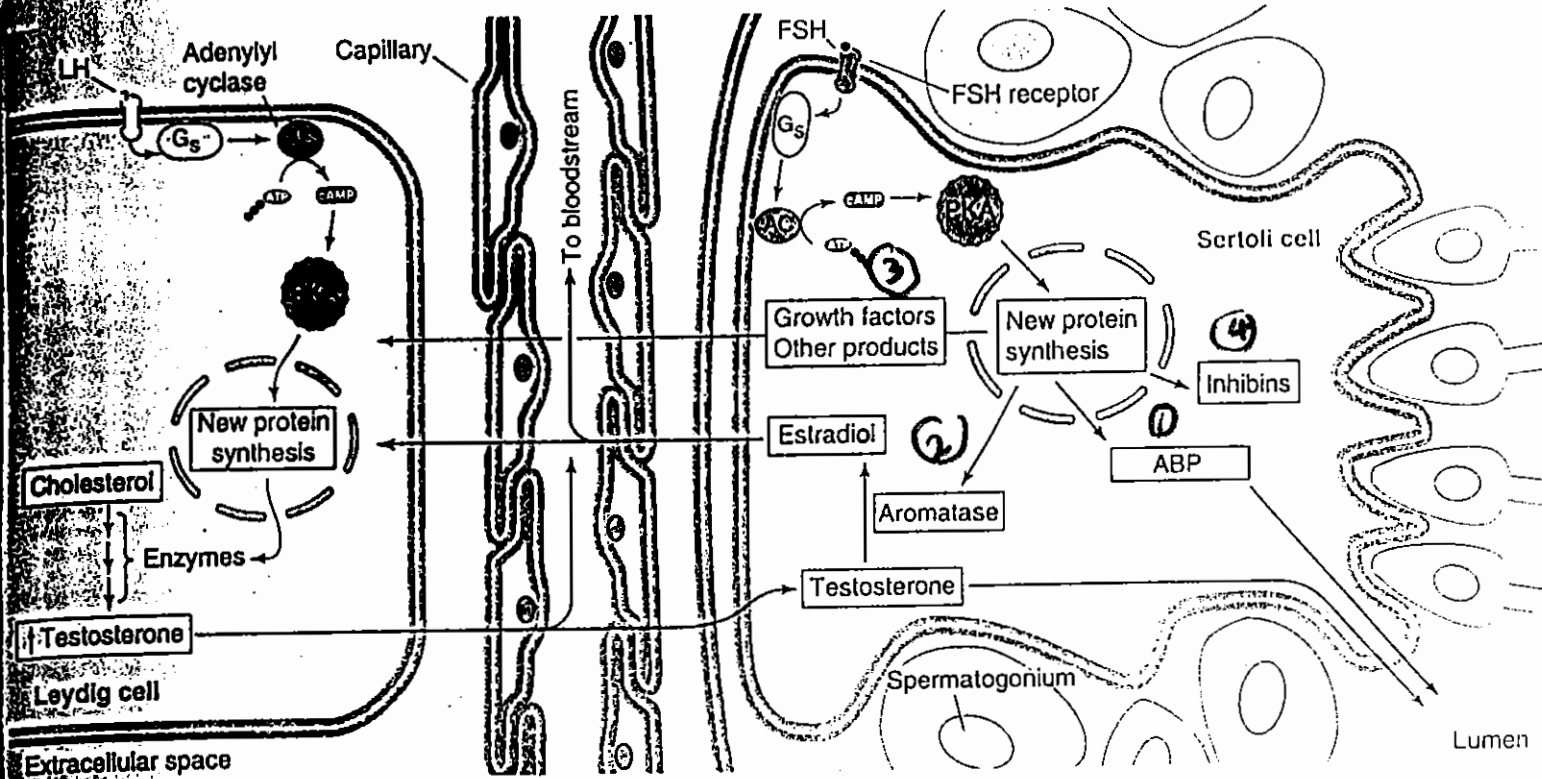 LH
Adenylyl
cyclase
Gs
ATP
cAMP
New protein
synthesis
Cholesterol
Enzymes
↑ Testosterone
Leydig cell
Extracellular space
Capillary
To bloodstream
FSH
FSH receptor
Gs
AC
cAMP
PKA
Sertoli cell
3
Growth factors
Other products
New protein
synthesis
4
Inhibins
1
ABP
2
Estradiol
Aromatase
Testosterone
Spermatogonium
Lumen